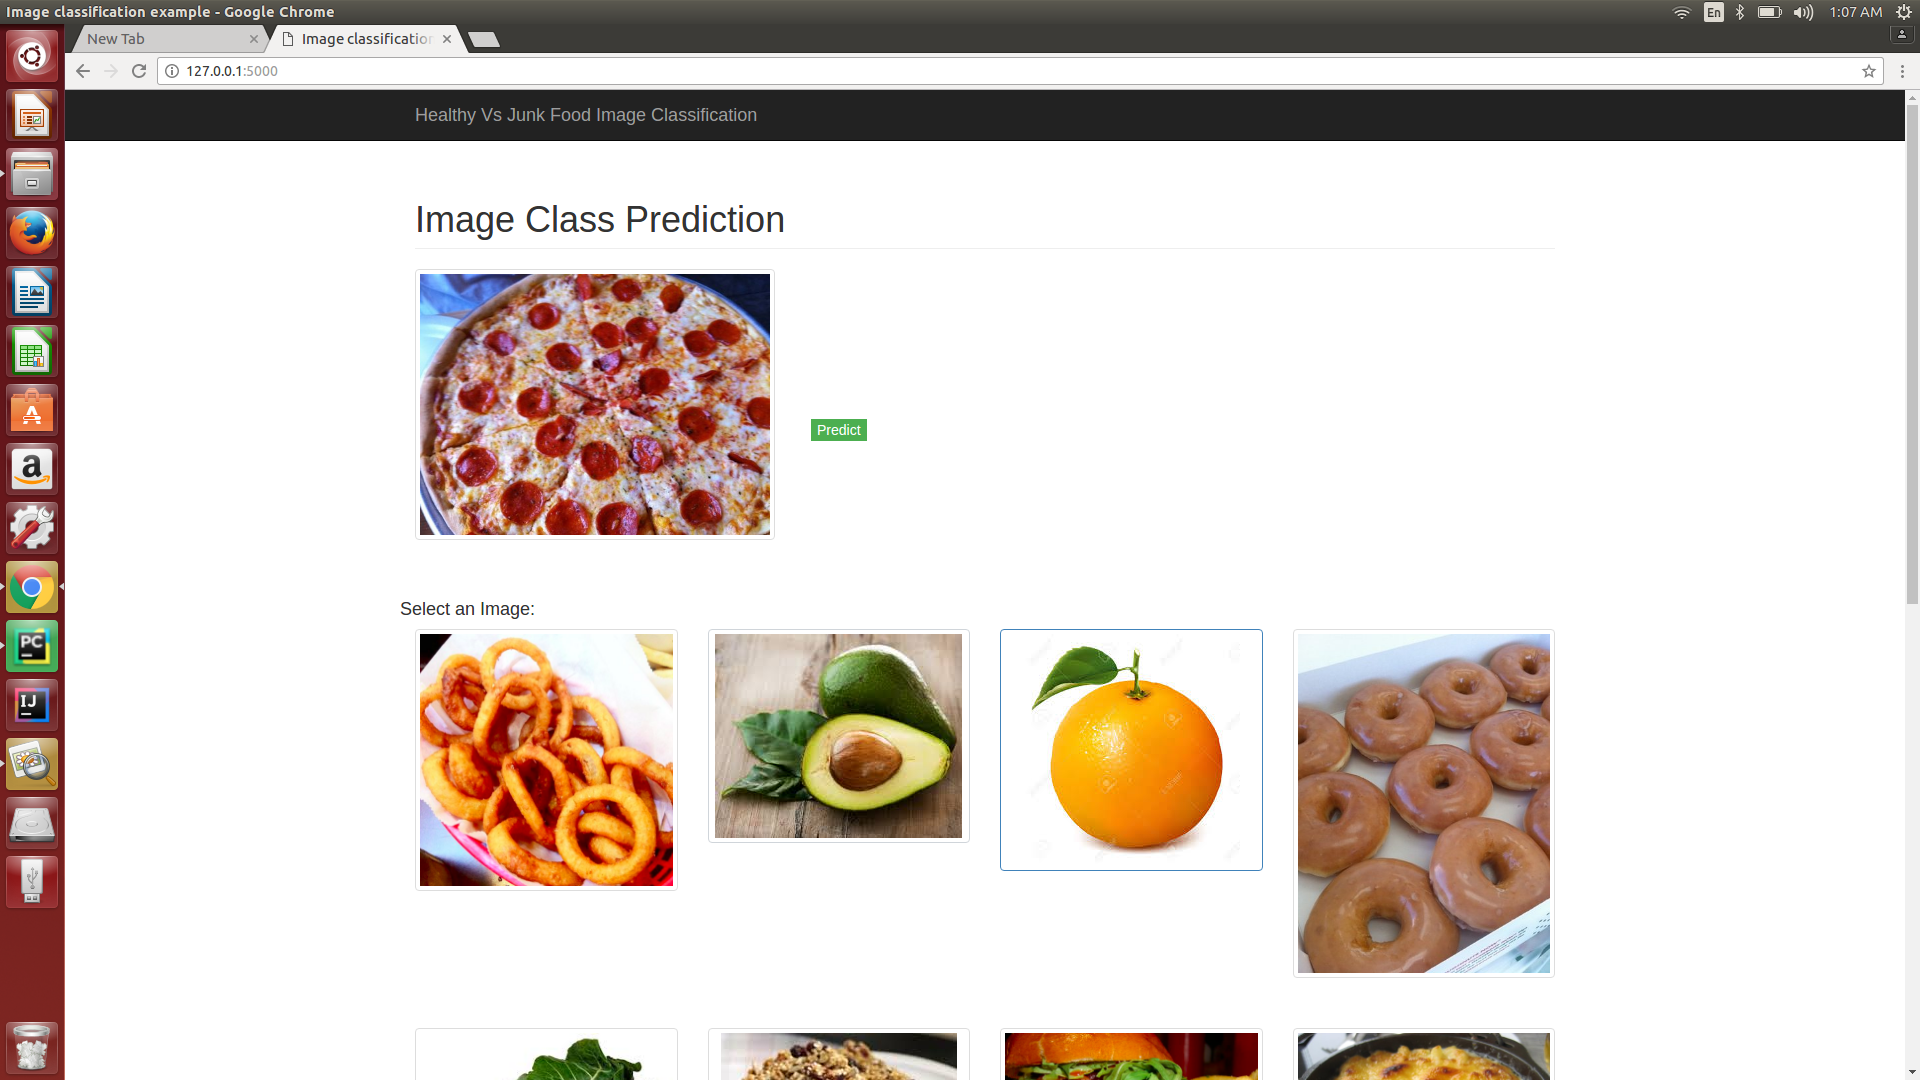 Image classification example - Google Chrome
En
1:07 AM
New Tab
Image classification
127.0.0.1:5000
Healthy Vs Junk Food Image Classification
Image Class Prediction
Predict
Select an Image:
A
a
PC
IJ